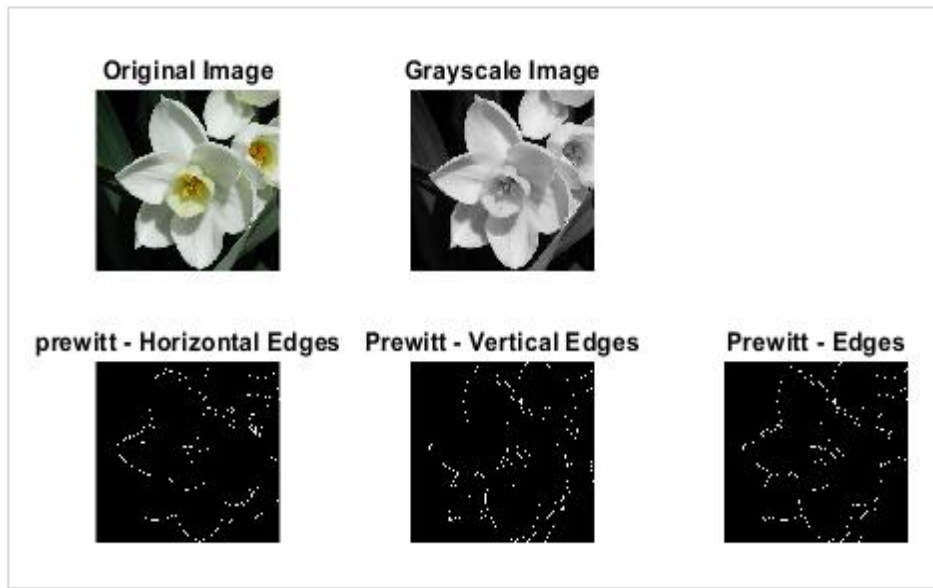 Original Image
Grayscale Image
prewitt - Horizontal Edges
Prewitt - Vertical Edges
Prewitt - Edges